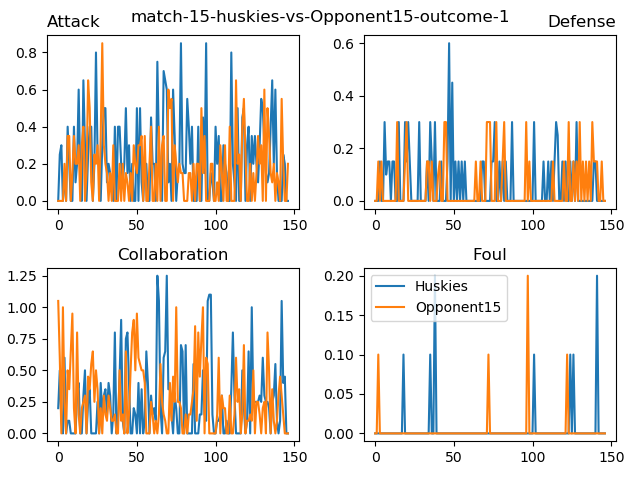 match-15-huskies-vs-Opponent15-outcome-1
Attack
Defense
0.8
0.6
0.4
0.2
0.0
0 50 100 150
0.6
0.4
0.2
0.0
0 50 100 150
Collaboration
Foul
1.25
1.00
0.75
0.50
0.25
0.00
0 50 100 150
0.20
0.15
0.10
0.05
0.00
0 50 100 150
Huskies
Opponent15